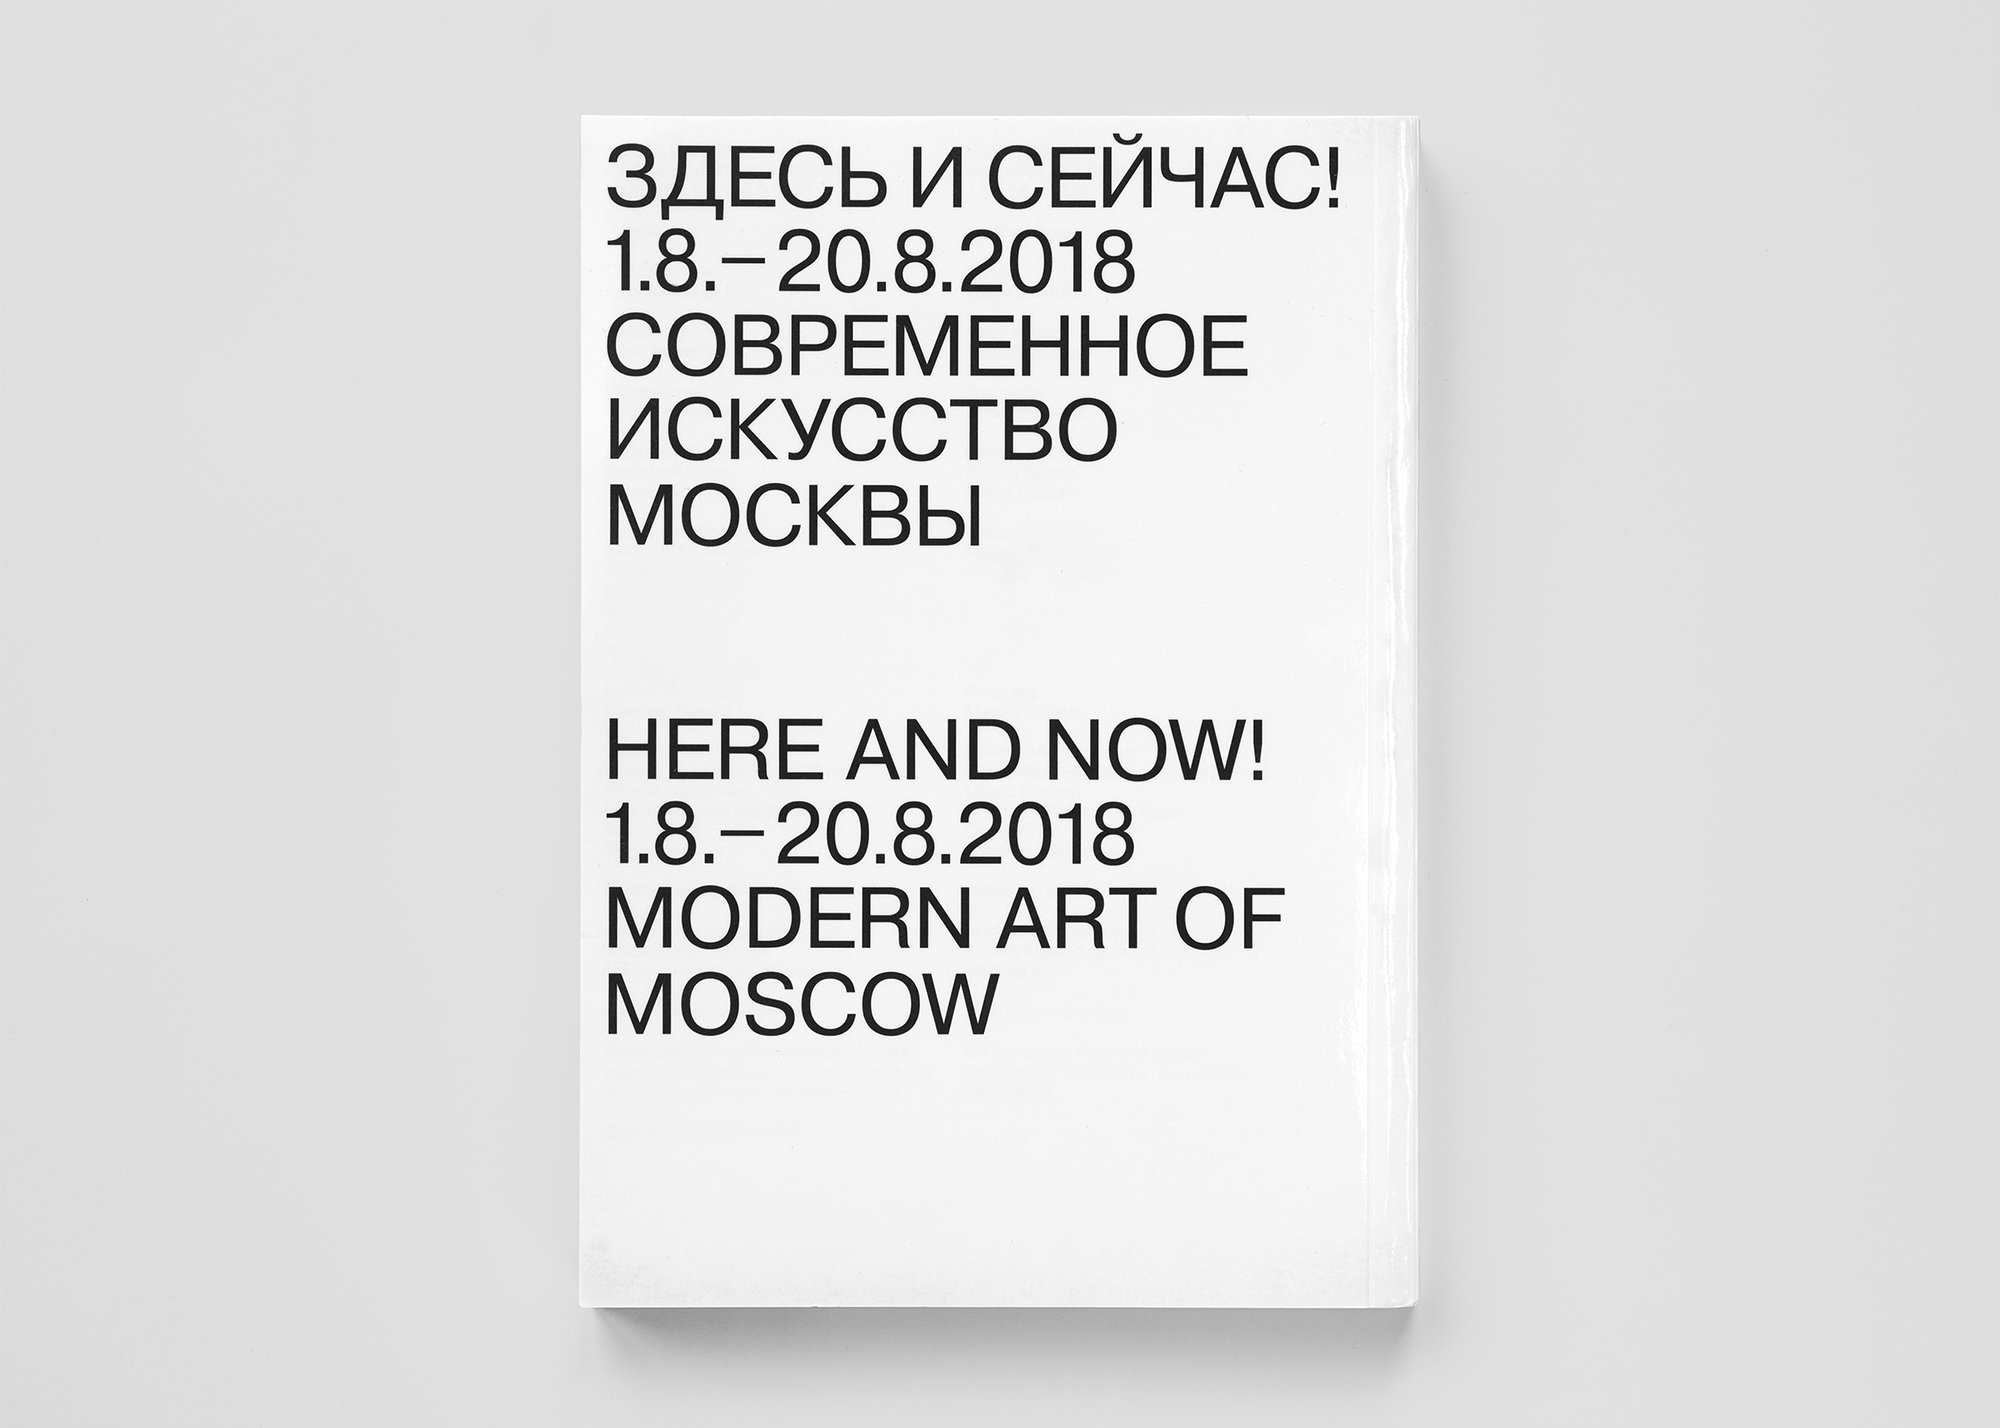 ЗДЕСЬ И СЕЙЧАС!
1.8.–20.8.2018
СОВРЕМЕННОЕ
ИСКУССТВО
МОСКВЫ
HERE AND NOW!
1.8.–20.8.2018
MODERN ART OF
MOSCOW